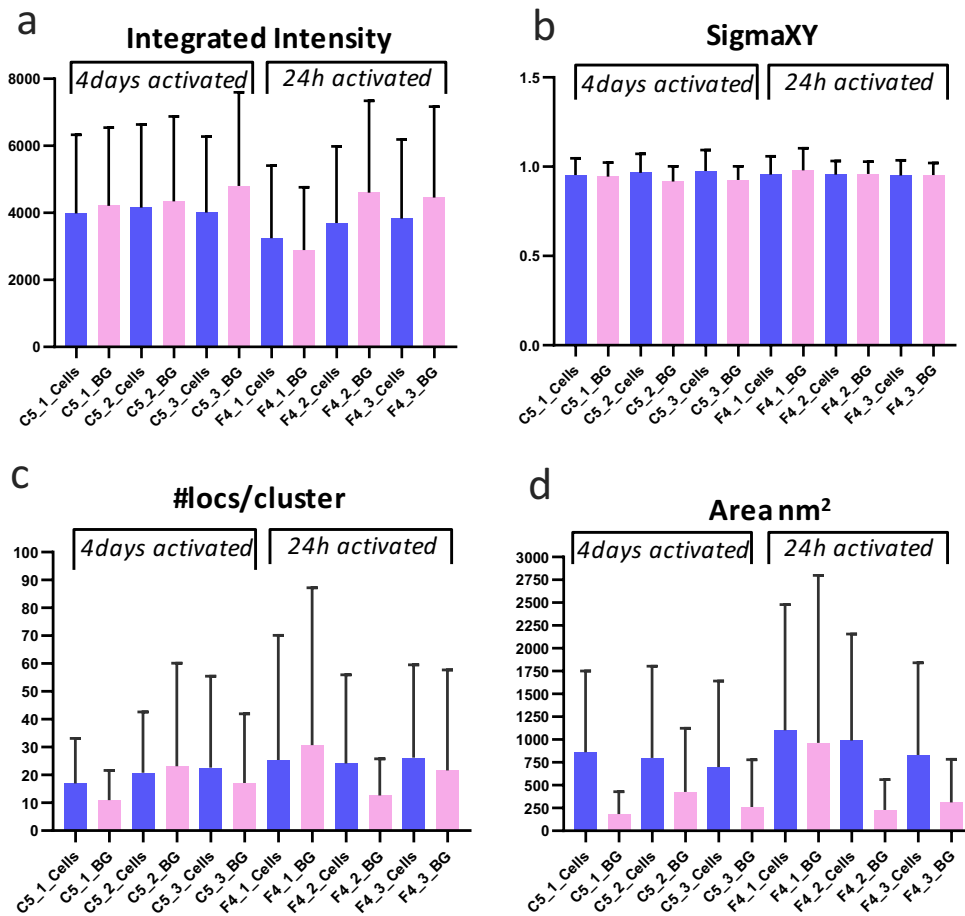 a
Integrated Intensity
4days activated
24h activated
8000
6000
4000
2000
0
C5_1_Cells
C5_1_BG
C5_2_Cells
C5_2_BG
C5_3_Cells
C5_3_BG
F4_1_Cells
F4_1_BG
F4_2_Cells
F4_2_BG
F4_3_Cells
F4_3_BG
b
SigmaXY
4days activated
24h activated
1.5
1.0
0.5
0.0
C5_1_Cells
C5_1_BG
C5_2_Cells
C5_2_BG
C5_3_Cells
C5_3_BG
F4_1_Cells
F4_1_BG
F4_2_Cells
F4_2_BG
F4_3_Cells
F4_3_BG
c
#locs/cluster
4days activated
24h activated
100
90
80
70
60
50
40
30
20
10
0
C5_1_Cells
C5_1_BG
C5_2_Cells
C5_2_BG
C5_3_Cells
C5_3_BG
F4_1_Cells
F4_1_BG
F4_2_Cells
F4_2_BG
F4_3_Cells
F4_3_BG
d
Area nm²
4days activated
24h activated
3000
2750
2500
2250
2000
1750
1500
1250
1000
750
500
250
0
C5_1_Cells
C5_1_BG
C5_2_Cells
C5_2_BG
C5_3_Cells
C5_3_BG
F4_1_Cells
F4_1_BG
F4_2_Cells
F4_2_BG
F4_3_Cells
F4_3_BG